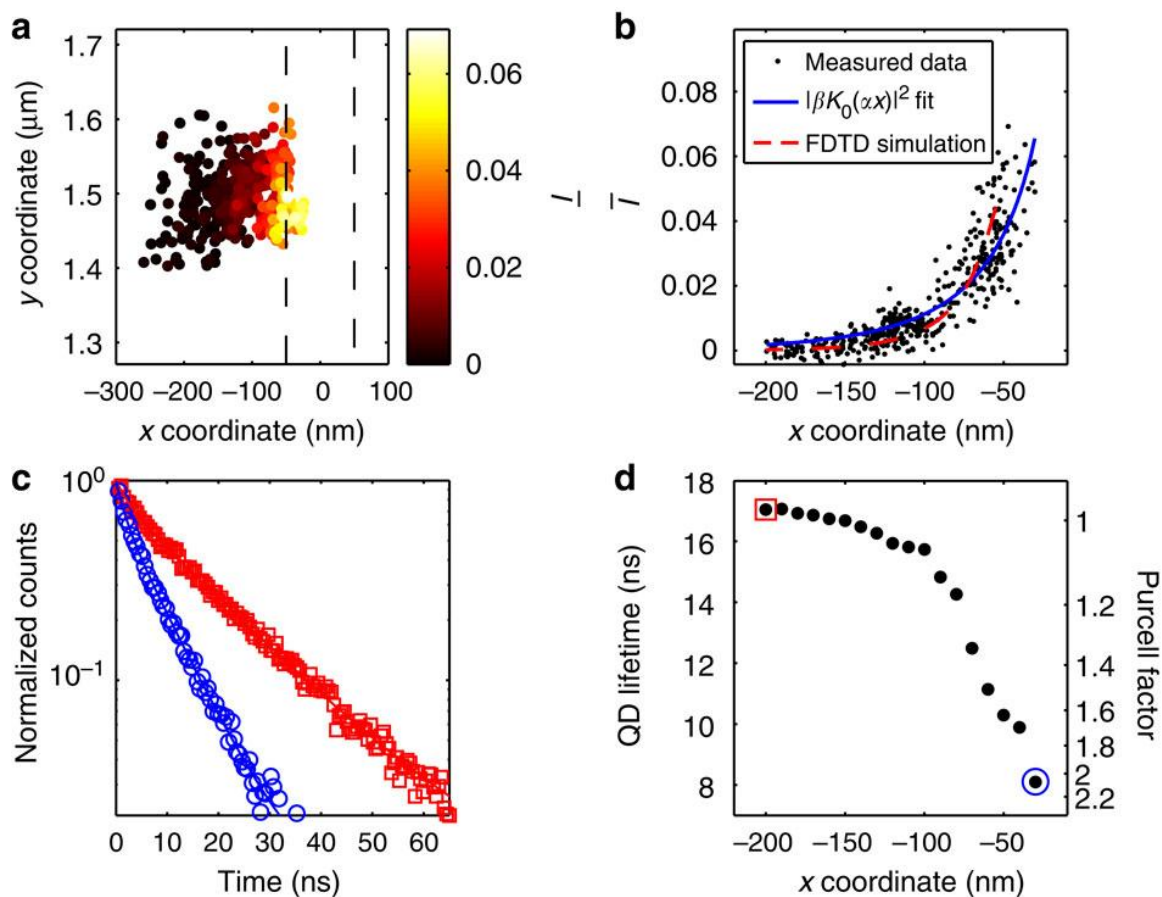 a
1.7
1.6
1.5
1.4
1.3
y coordinate (μm)
−300 −200 −100 0 100
x coordinate (nm)
0.06
0.04
0.02
0
I
b
Measured data
|βK₀(αx)|² fit
FDTD simulation
0.08
0.06
0.04
0.02
0
I
−200 −150 −100 −50
x coordinate (nm)
c
10⁰
10⁻¹
Normalized counts
0 10 20 30 40 50 60
Time (ns)
d
18
16
14
12
10
8
QD lifetime (ns)
1
1.2
1.4
1.6
1.8
2
2.2
Purcell factor
−200 −150 −100 −50
x coordinate (nm)